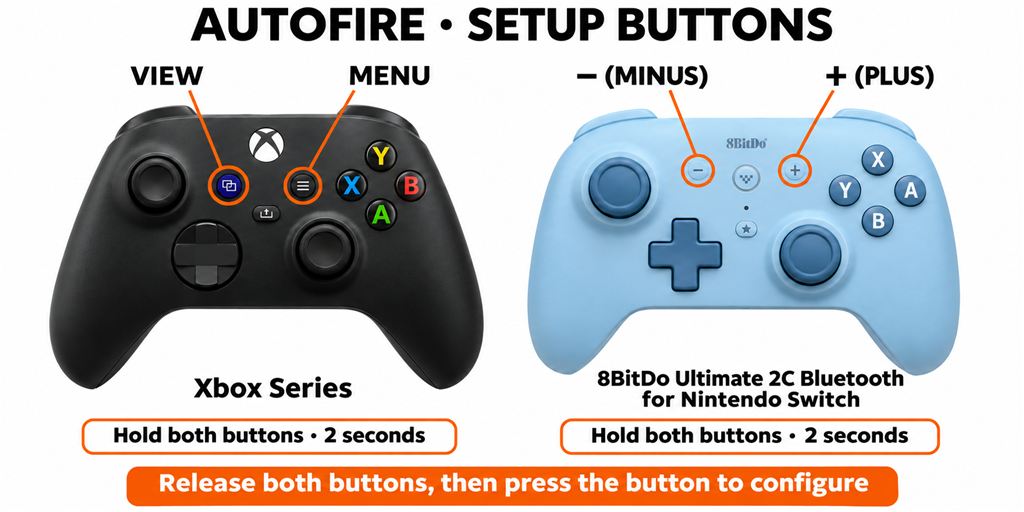 AUTOFIRE · SETUP BUTTONS
VIEW
MENU
− (MINUS)
+ (PLUS)
Y
X
B
A
8BitDo
X
Y
A
B
Xbox Series
8BitDo Ultimate 2C Bluetooth
for Nintendo Switch
Hold both buttons · 2 seconds
Hold both buttons · 2 seconds
Release both buttons, then press the button to configure